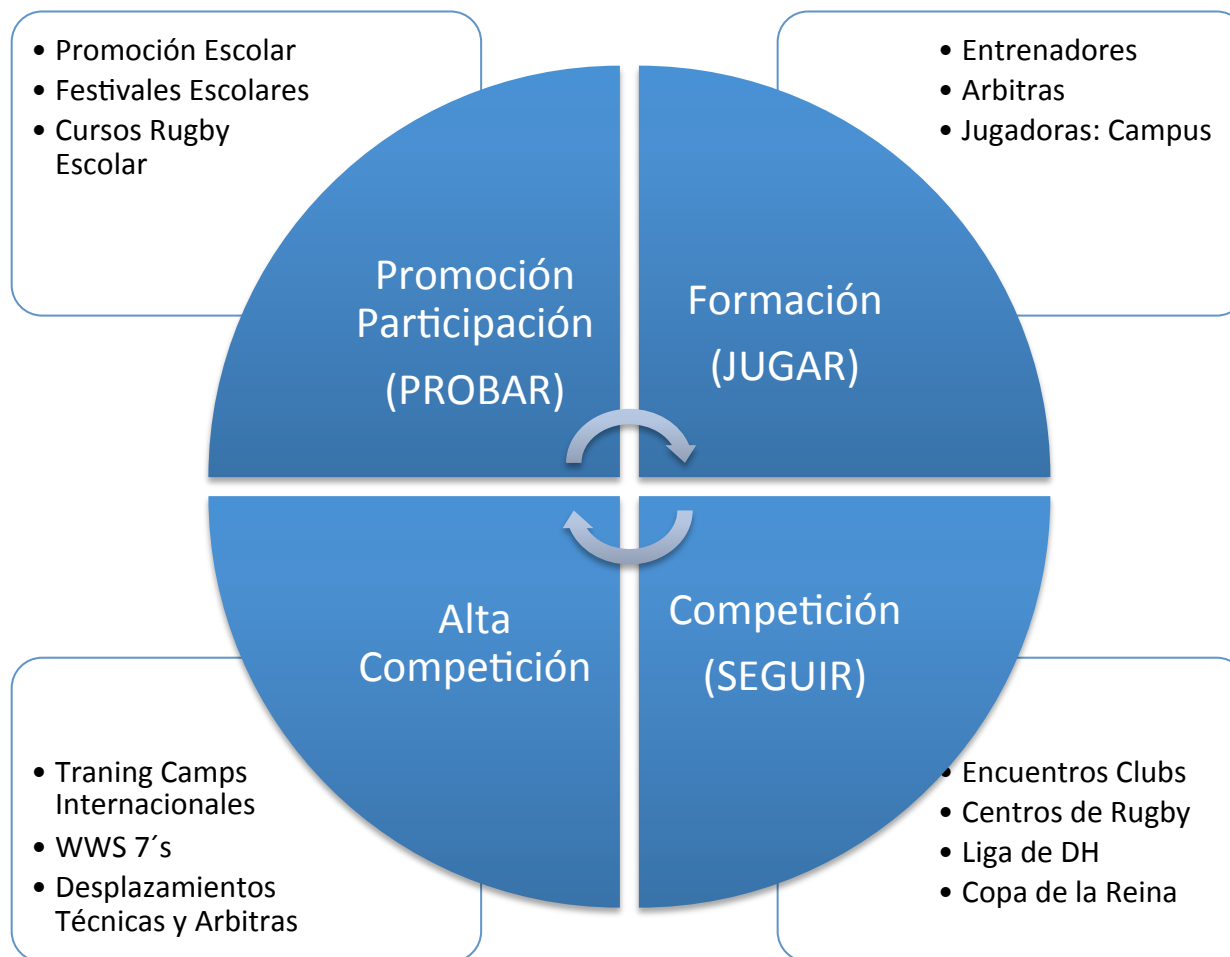 • Promoción Escolar
• Festivales Escolares
• Cursos Rugby
Escolar
• Entrenadores
• Arbitras
• Jugadoras: Campus
Promoción
Participación
(PROBAR)
Formación
(JUGAR)
Alta
Competición
Competición
(SEGUIR)
• Traning Camps
Internacionales
• WWS 7´s
• Desplazamientos
Técnicas y Arbitras
• Encuentros Clubs
• Centros de Rugby
• Liga de DH
• Copa de la Reina